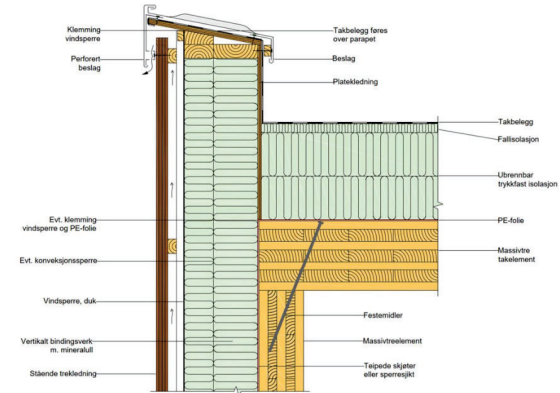 Klemming
vindsperre
Perforert
beslag
Evt. klemming
vindsperre og PE-folie
Evt. konveksjonssperre
Vindsperre, duk
Vertikalt bindingsverk
m. mineralull
Stående trekledning
Takbelegg føres
over parapet
Beslag
Platekledning
Takbelegg
Fallisolasjon
Ubrennbar
trykkfast isolasjon
PE-folie
Massivtre
takelement
Festemidler
Massivtreelement
Teipede skjøter
eller sperresjikt